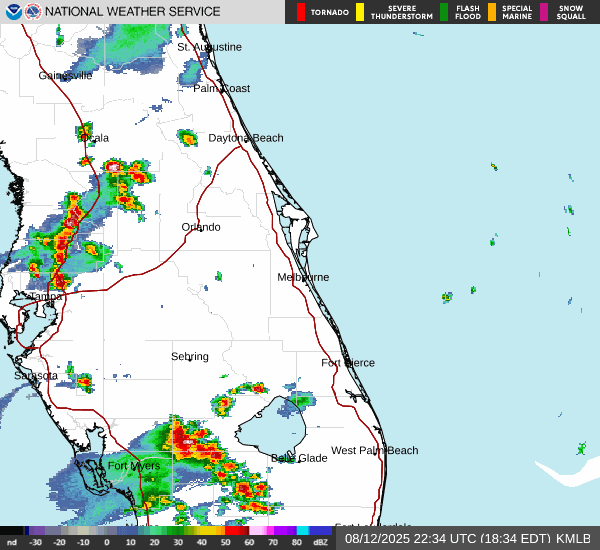 NATIONAL WEATHER SERVICE
TORNADO
SEVERE
THUNDERSTORM
FLASH
FLOOD
SPECIAL
MARINE
SNOW
SQUALL
St. Augustine
Gainesville
Palm Coast
Ocala
Daytona Beach
Orlando
Melbourne
Tampa
Sebring
Fort Pierce
Sarasota
West Palm Beach
Belle Glade
Fort Myers
nd -30 -20 -10 0 10 20 30 40 50 60 70 80 dBZ
08/12/2025 22:34 UTC (18:34 EDT) KMLB